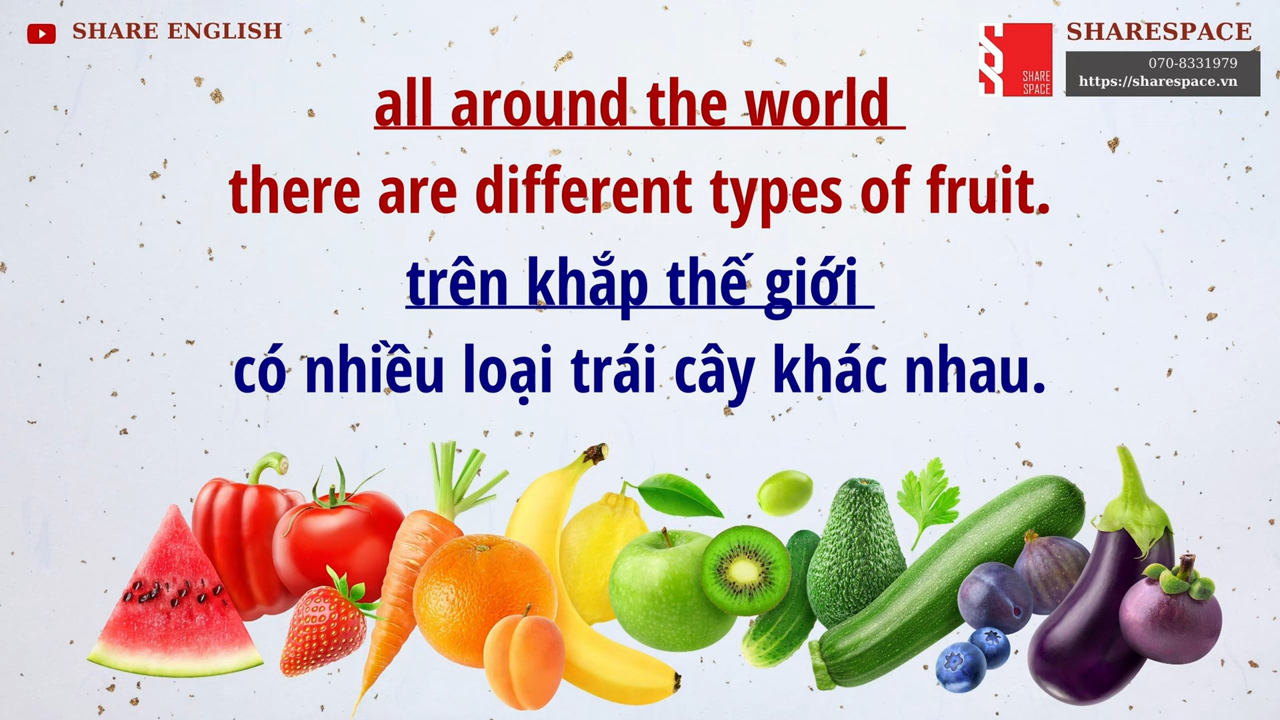 SHARE ENGLISH
SHARESPACE
SHARE
SPACE
070-8331979
https://sharespace.vn
all around the world
there are different types of fruit.
trên khắp thế giới
có nhiều loại trái cây khác nhau.